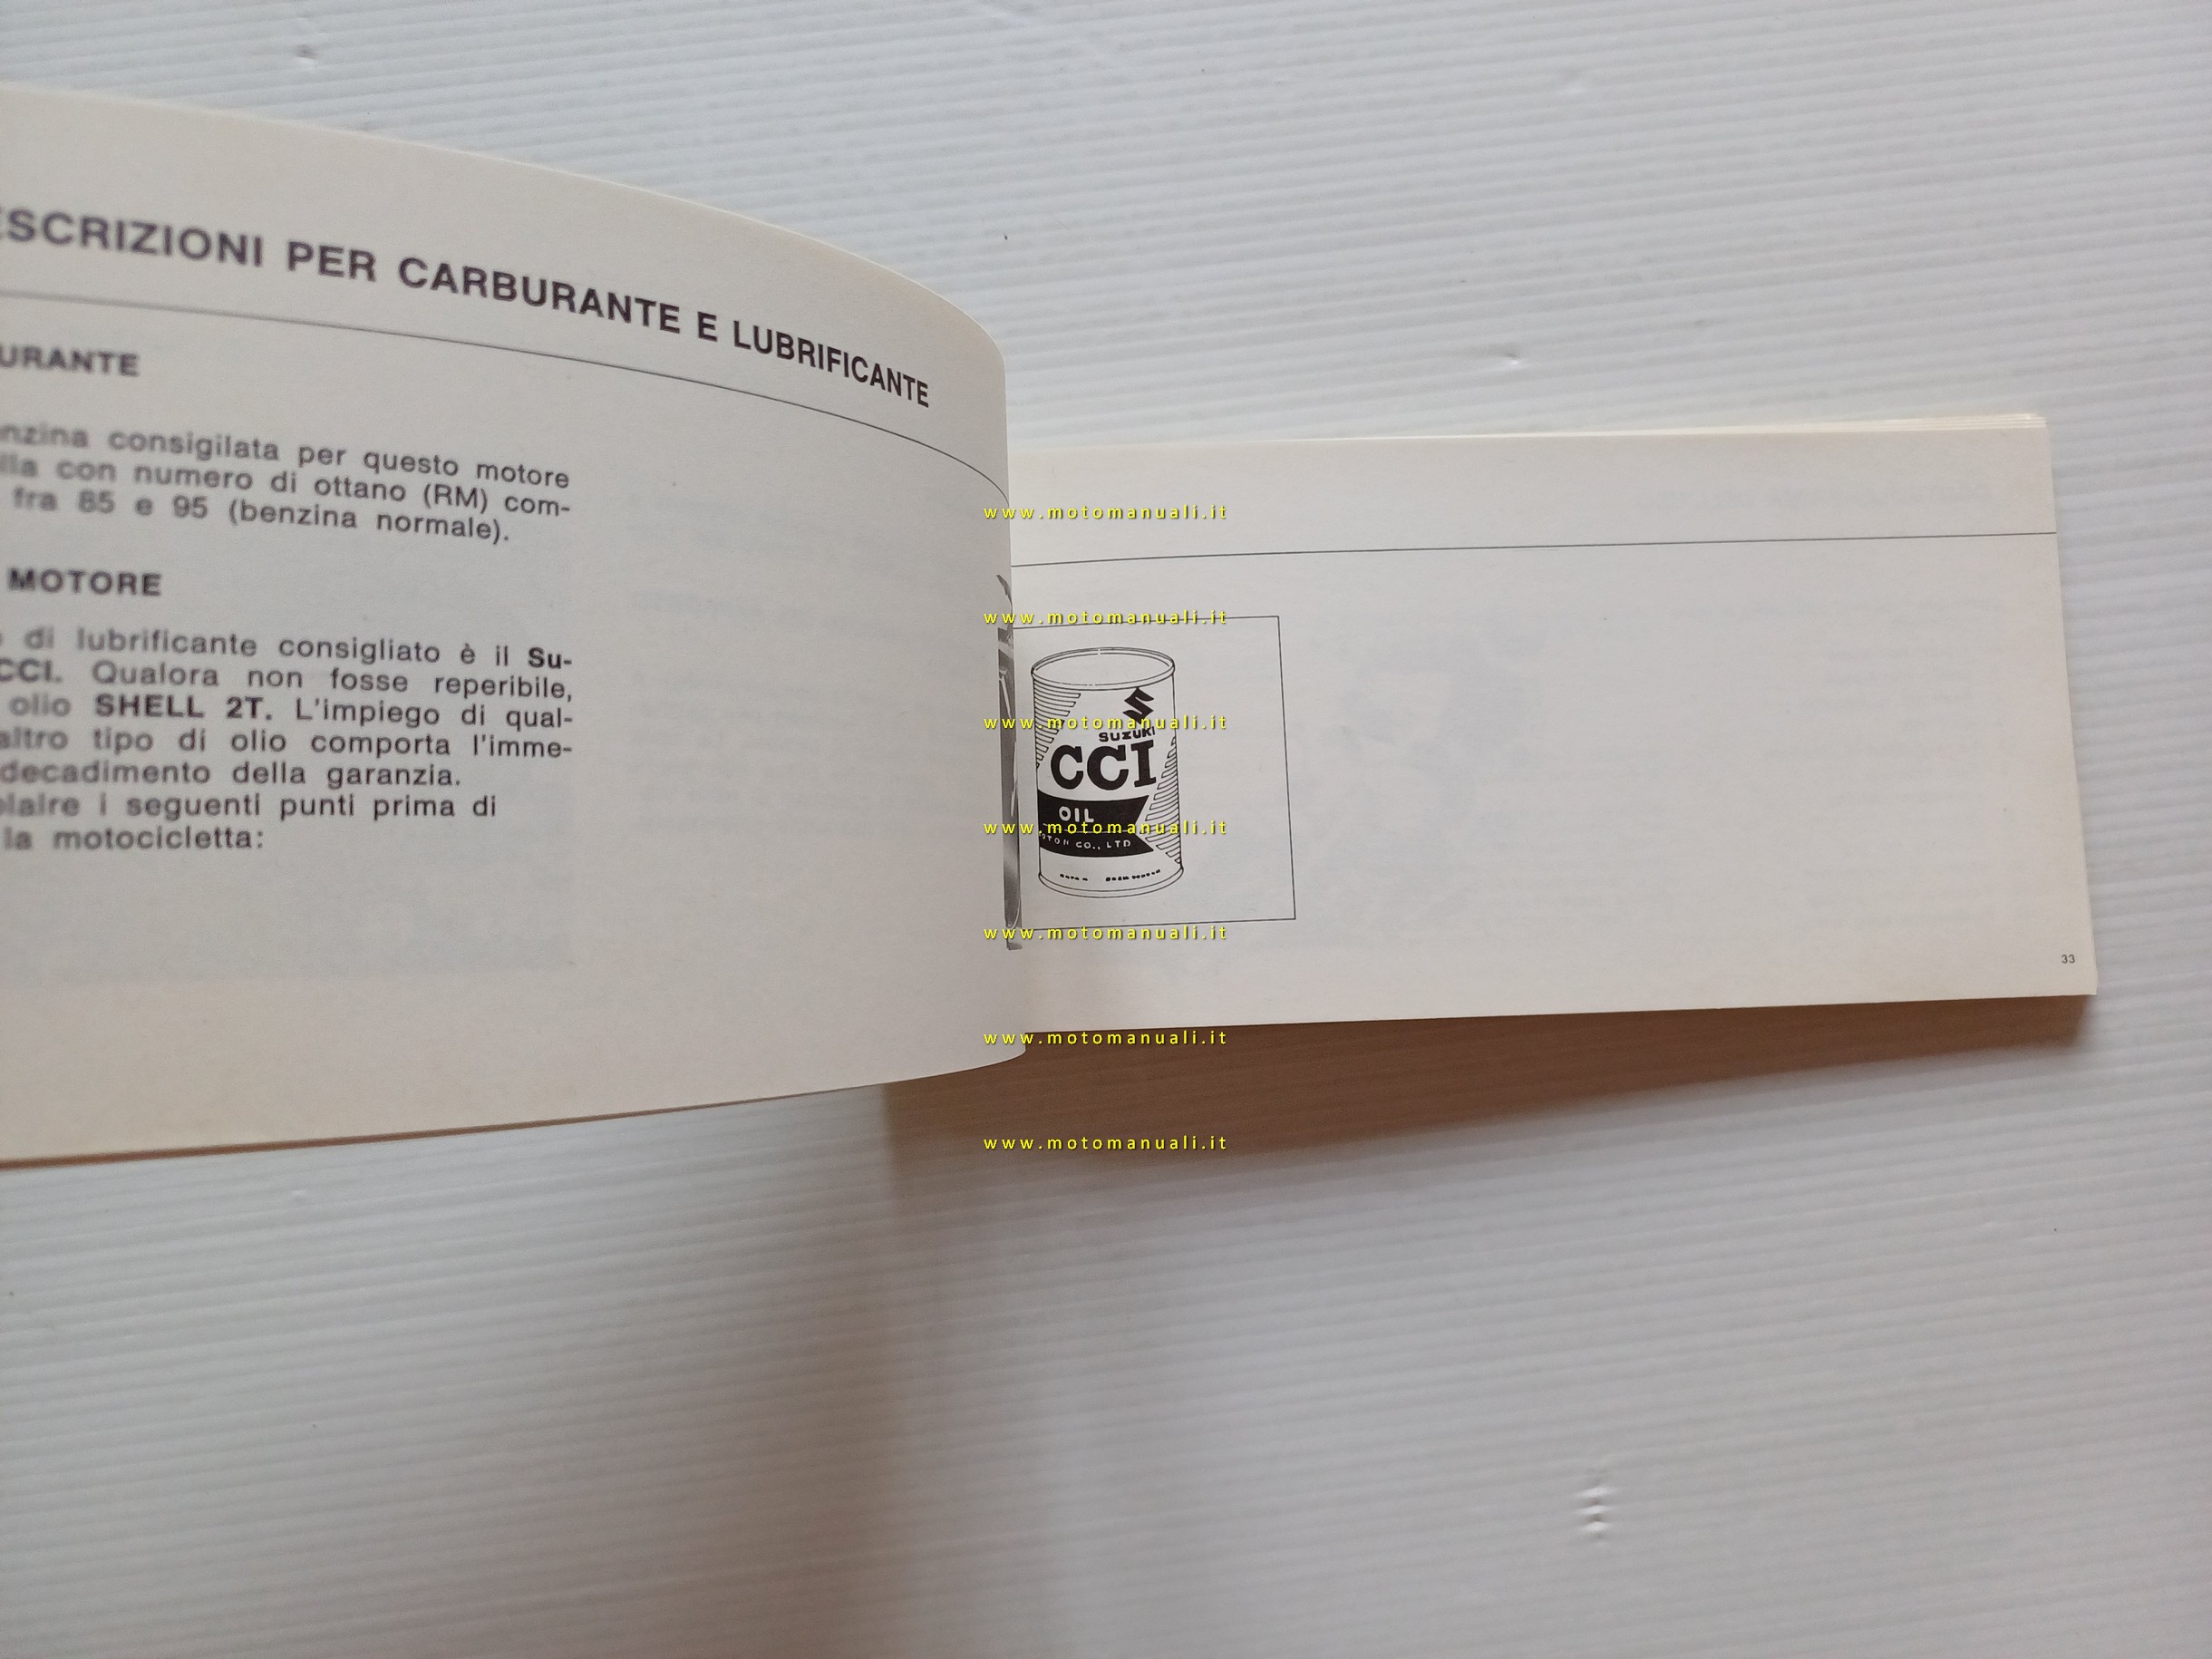 ESCRIZIONI PER CARBURANTE E LUBRIFICANTE
URANTE
nzina consigilata per questo motore
lla con numero di ottano (RM) com-
fra 85 e 95 (benzina normale).
MOTORE
di lubrificante consigliato è il Su-
CCI. Qualora non fosse reperibile,
olio SHELL 2T. L'impiego di qual-
altro tipo di olio comporta l'imme-
decadimento della garanzia.
laire i seguenti punti prima di
la motocicletta:
www.motomanuali.it
www.motomanuali.it
www.motomanuali.it
SUZUKI
CCI
OIL
www.motomanuali.it
OTOR CO., LTD
www.motomanuali.it
33
www.motomanuali.it
www.motomanuali.it